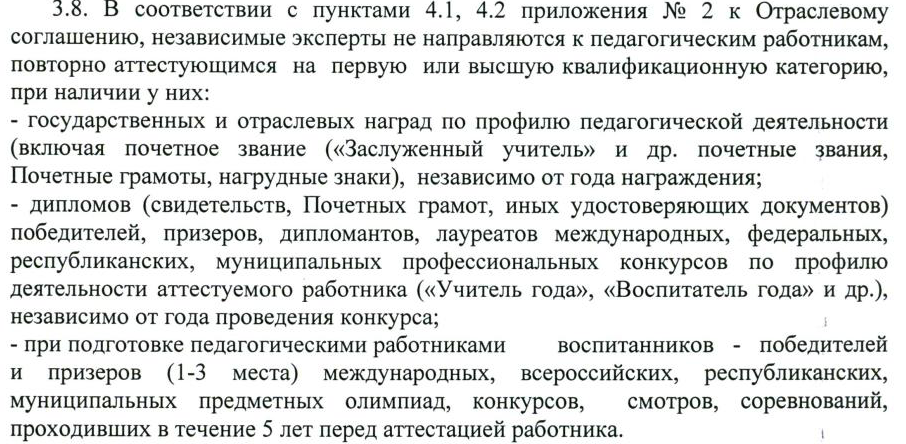 3.8. В соответствии с пунктами 4.1, 4.2 приложения № 2 к Отраслевому
соглашению, независимые эксперты не направляются к педагогическим работникам,
повторно аттестующимся на первую или высшую квалификационную категорию,
при наличии у них:
- государственных и отраслевых наград по профилю педагогической деятельности
(включая почетное звание («Заслуженный учитель» и др. почетные звания,
Почетные грамоты, нагрудные знаки), независимо от года награждения;
- дипломов (свидетельств, Почетных грамот, иных удостоверяющих документов)
победителей, призеров, дипломантов, лауреатов международных, федеральных,
республиканских, муниципальных профессиональных конкурсов по профилю
деятельности аттестуемого работника («Учитель года», «Воспитатель года» и др.),
независимо от года проведения конкурса;
- при подготовке педагогическими работниками воспитанников - победителей
и призеров (1-3 места) международных, всероссийских, республиканских,
муниципальных предметных олимпиад, конкурсов, смотров, соревнований,
проходивших в течение 5 лет перед аттестацией работника.